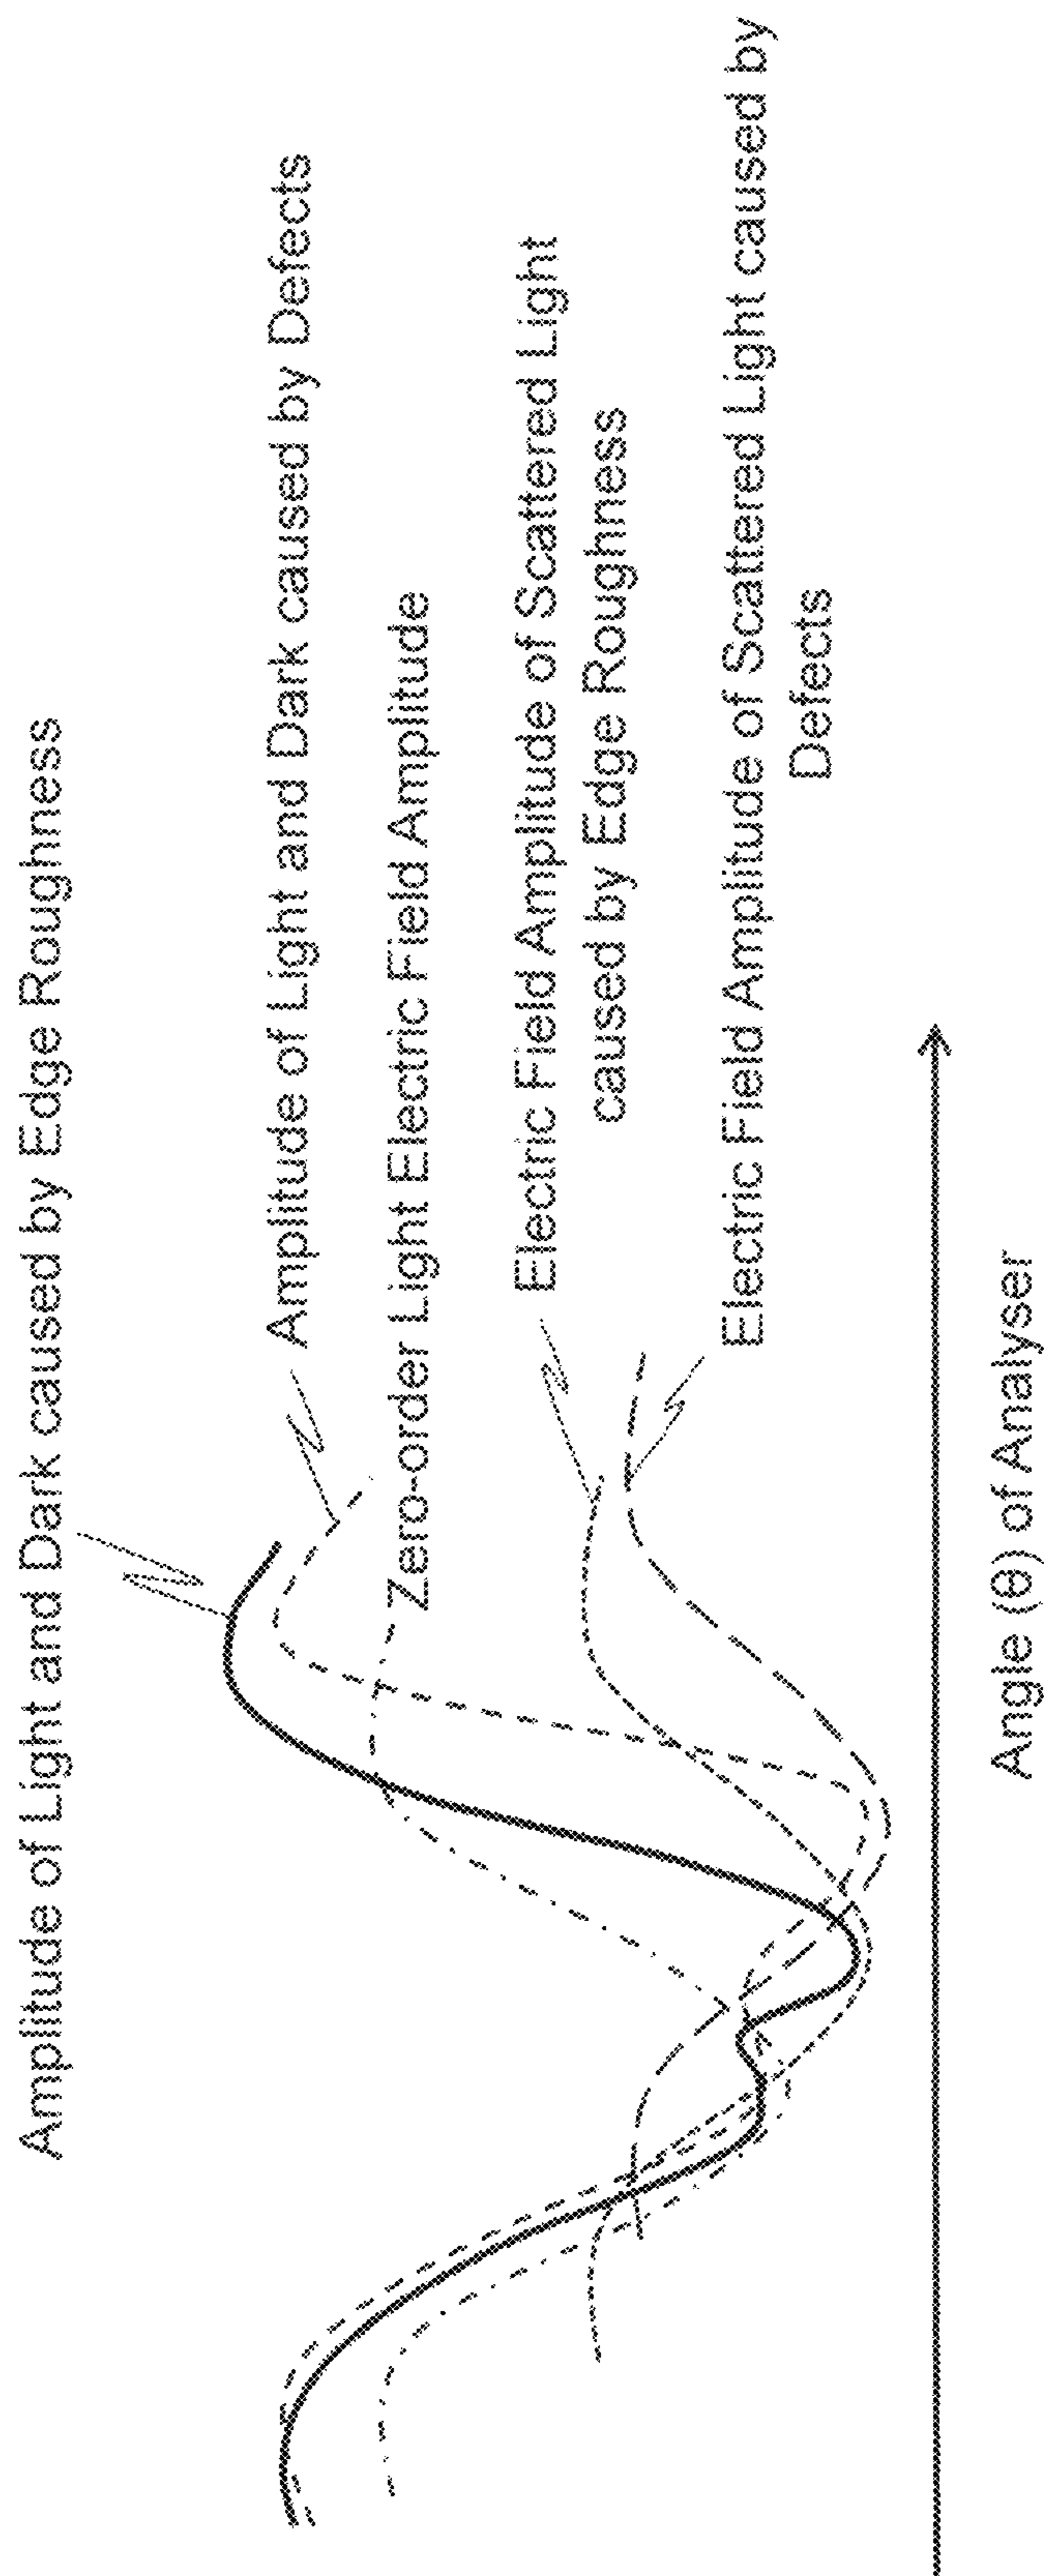 Amplitude of Light and Dark caused by Edge Roughness
Amplitude of Light and Dark caused by Defects
Zero-order Light Electric Field Amplitude
Electric Field Amplitude of Scattered Light
caused by Edge Roughness
Electric Field Amplitude of Scattered Light caused by
Defects
Angle (θ) of Analyser